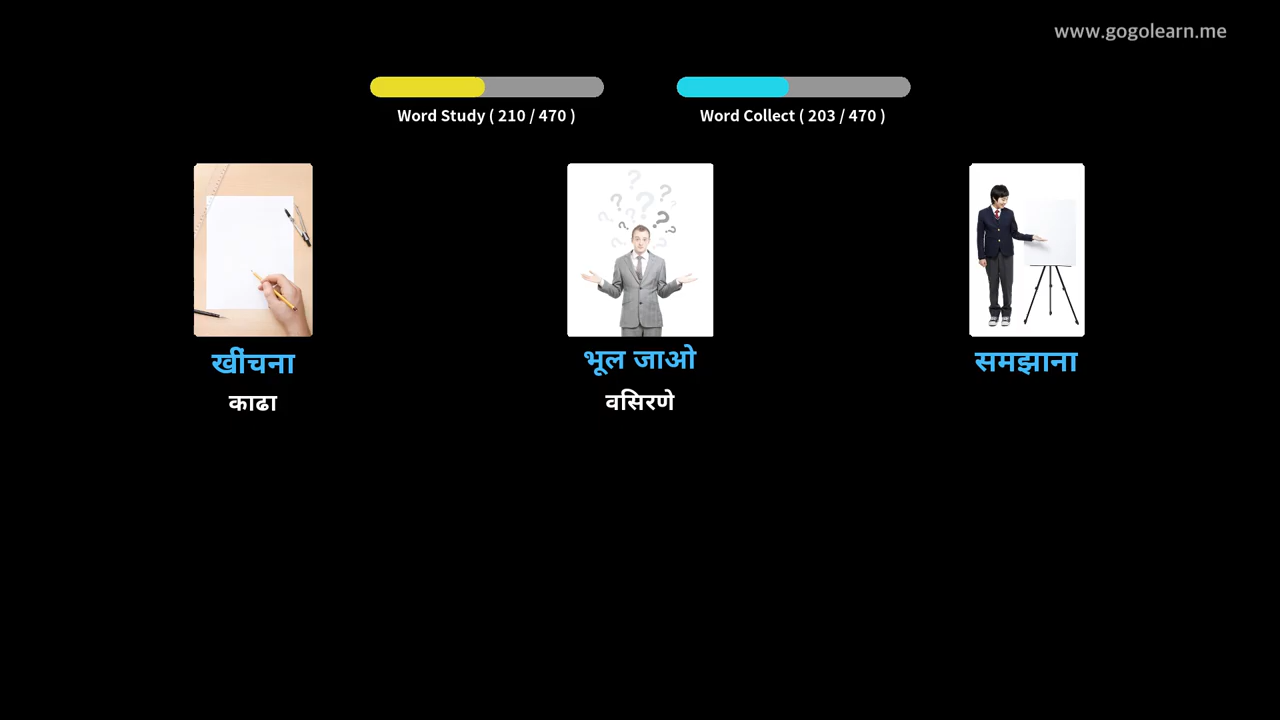 www.gogolearn.me
Word Study ( 210 / 470 )
Word Collect ( 203 / 470 )
खींचना
भूल जाओ
समझाना
काढा
वसिरणे